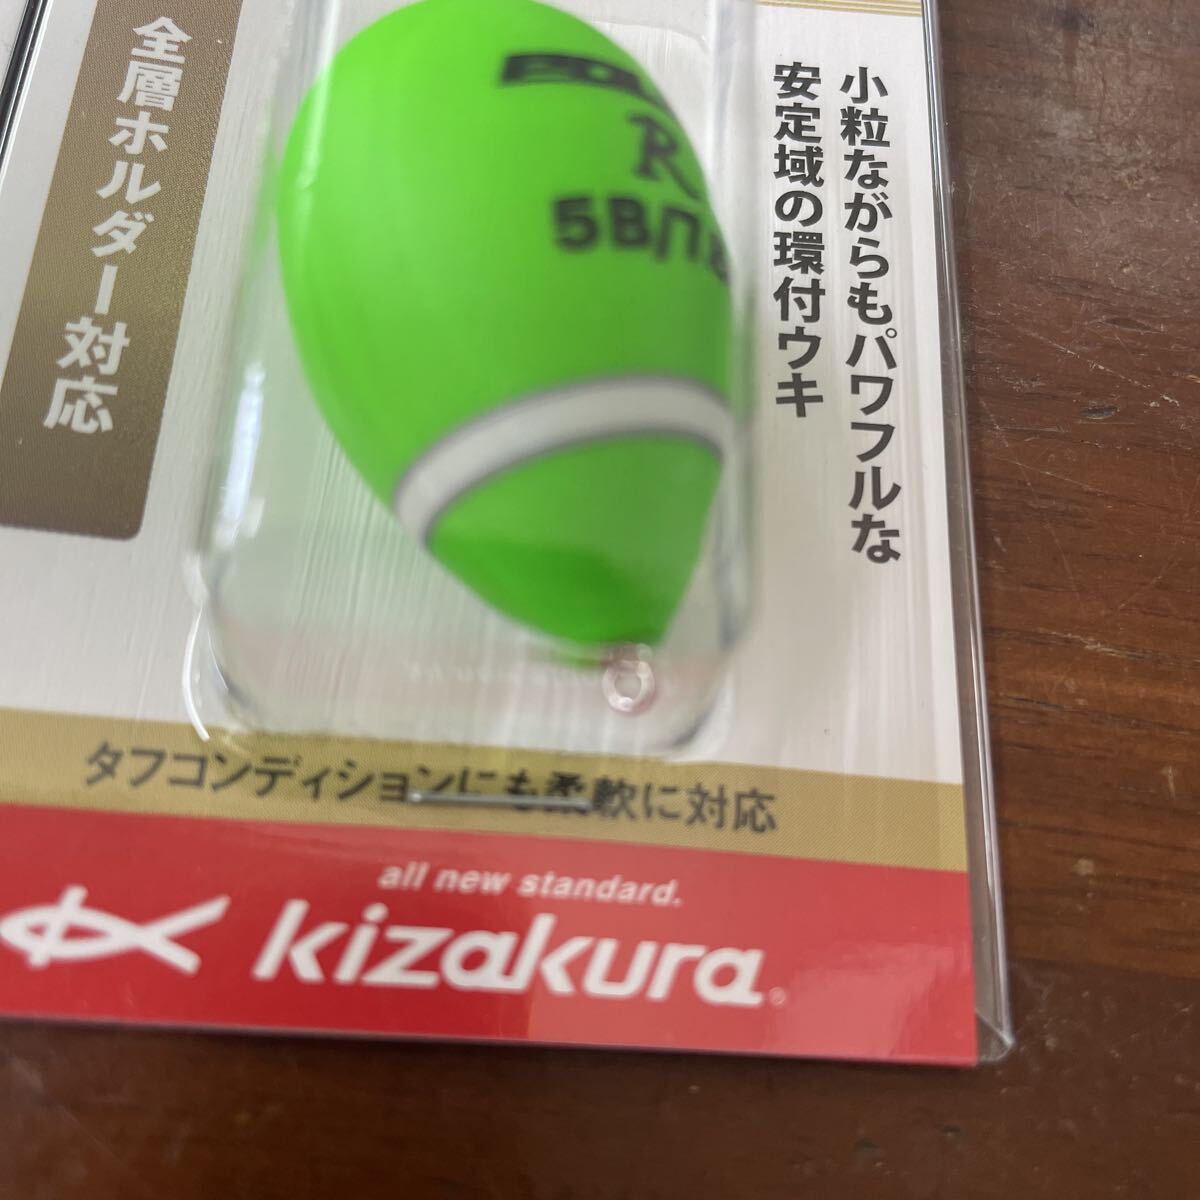 全層ホルダー対応
R
5B/
小粒ながらもパワフルな
安定域の環付ウキ
タフコンディションにも柔軟に対応
all new standard.
kizakura®